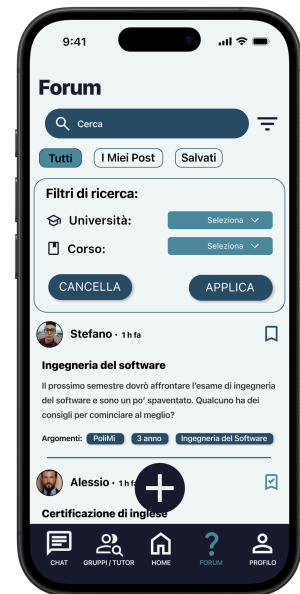 9:41
Forum
Cerca
Tutti I Miei Post Salvati
Filtri di ricerca:
Università: Seleziona
Corso: Seleziona
CANCELLA APPLICA
Stefano · 1 h fa
Ingegneria del software
Il prossimo semestre dovrò affrontare l'esame di ingegneria
del software e sono un po' spaventato. Qualcuno ha dei
consigli per cominciare al meglio?
Argomenti: PoliMi 3 anno Ingegneria del Software
Alessio · 1 h
Certificazione di inglese
CHAT GRUPPI / TUTOR HOME FORUM PROFILO